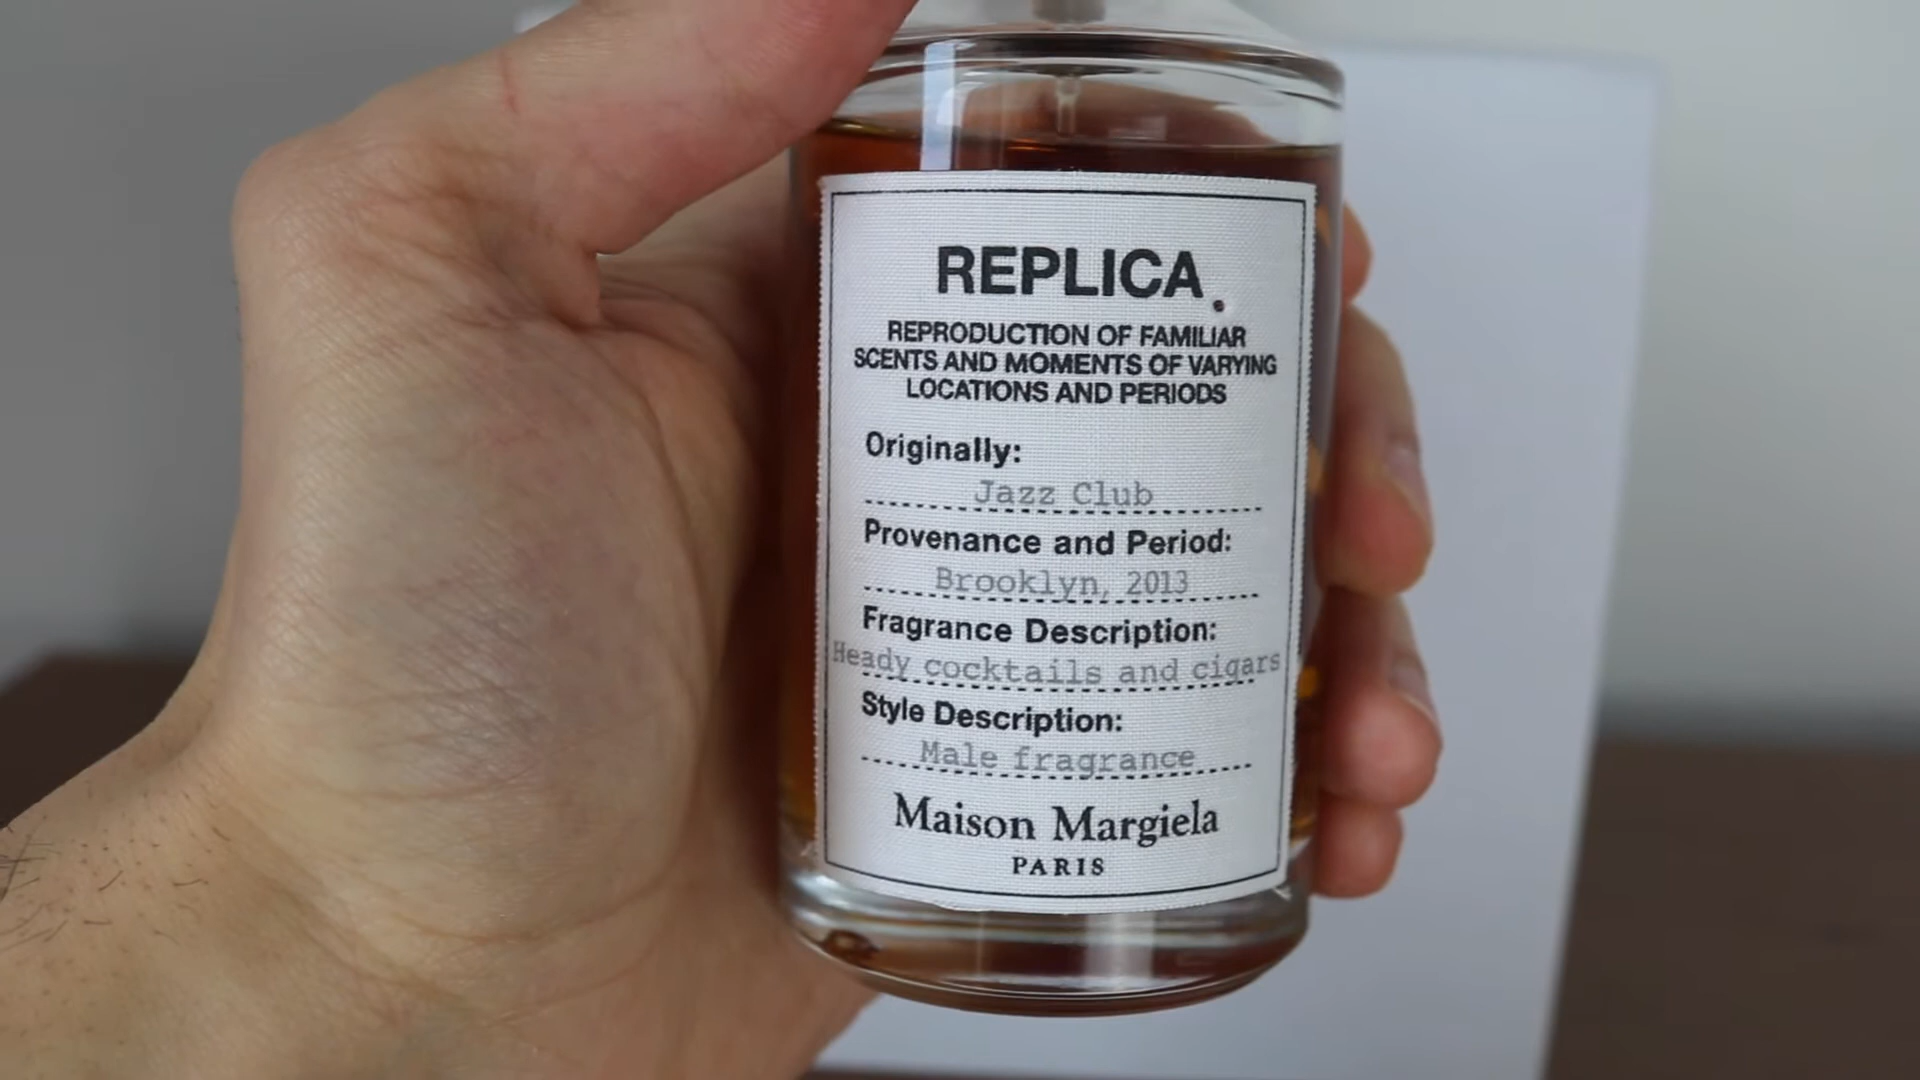 REPLICA.
REPRODUCTION OF FAMILIAR
SCENTS AND MOMENTS OF VARYING
LOCATIONS AND PERIODS
Originally:
Jazz Club
Provenance and Period:
Brooklyn, 2013
Fragrance Description:
Heady cocktails and cigars
Style Description:
Male fragrance
Maison Margiela
PARIS